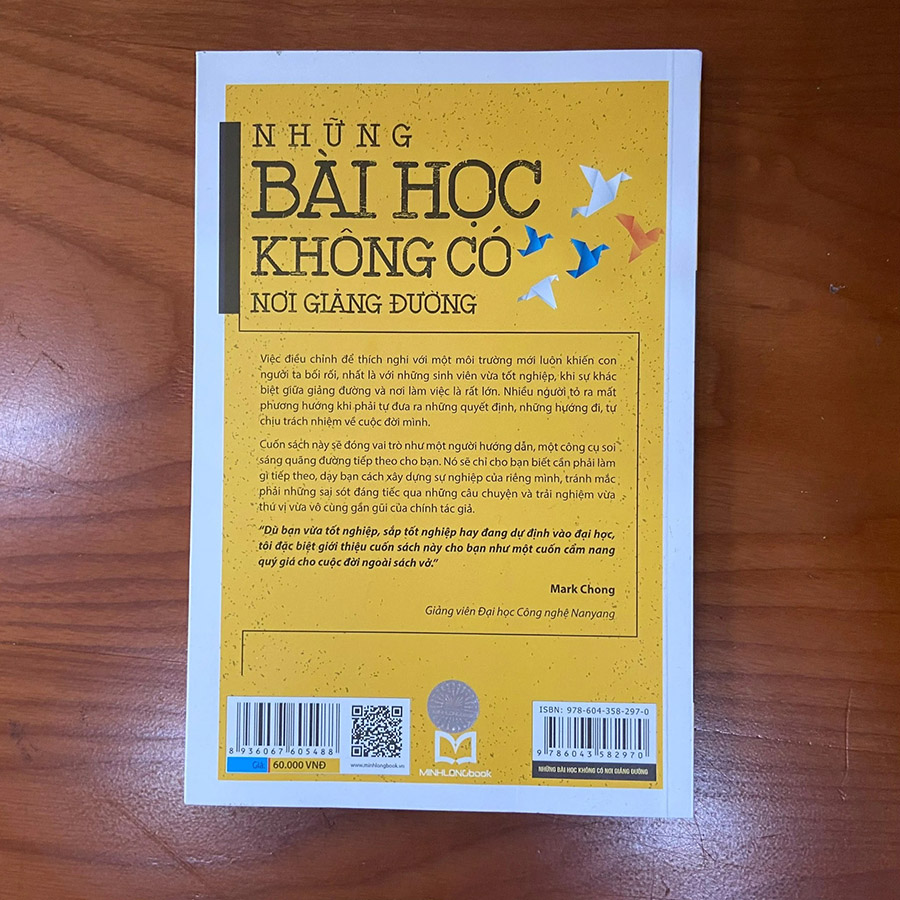 NHỮNG
BÀI HỌC
KHÔNG CÓ
NƠI GIẢNG ĐƯỜNG
Việc điều chỉnh để thích nghi với một môi trường mới luôn khiến con
người ta bối rối, nhất là với những sinh viên vừa tốt nghiệp, khi sự khác
biệt giữa giảng đường và nơi làm việc là rất lớn. Nhiều người tỏ ra mất
phương hướng khi phải tự đưa ra những quyết định, những hướng đi, tự
chịu trách nhiệm về cuộc đời mình.
Cuốn sách này sẽ đóng vai trò như một người hướng dẫn, một công cụ soi
sáng quãng đường tiếp theo cho bạn. Nó sẽ chỉ cho bạn biết cần phải làm
gì tiếp theo, dạy bạn cách xây dựng sự nghiệp của riêng mình, tránh mắc
phải những sai sót đáng tiếc qua những câu chuyện và trải nghiệm vừa
thú vị vừa vô cùng gần gũi của chính tác giả.
“Dù bạn vừa tốt nghiệp, sắp tốt nghiệp hay đang dự định vào đại học,
tôi đặc biệt giới thiệu cuốn sách này cho bạn như một cuốn cẩm nang
quý giá cho cuộc đời ngoài sách vở.”
Mark Chong
Giảng viên Đại học Công nghệ Nanyang
8 936067 605488
Giá: 60.000 VNĐ
www.minhlongbook.vn
MINHLONGbook
ISBN: 978-604-358-297-0
9 786043 582970
NHỮNG BÀI HỌC KHÔNG CÓ NƠI GIẢNG ĐƯỜNG